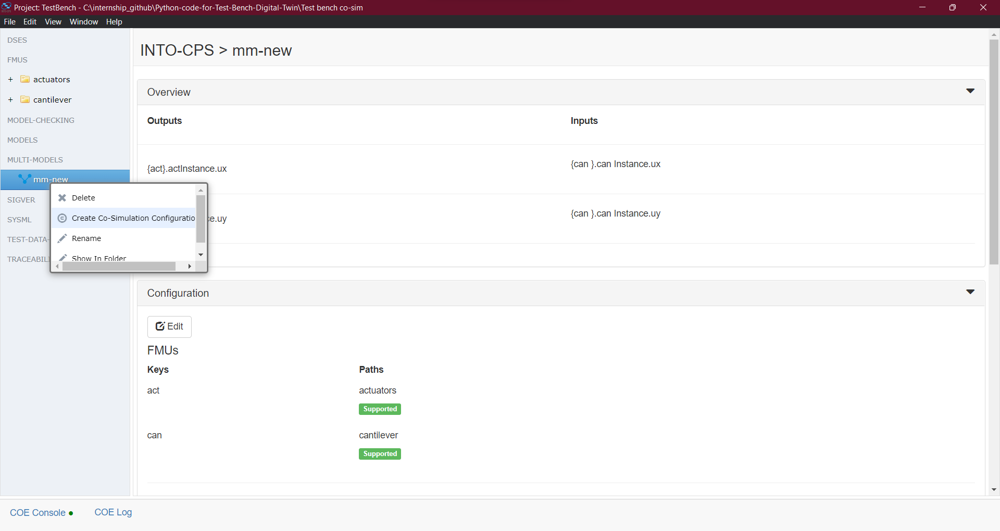 Project: TestBench - C:\internship_github\Python-code-for-Test-Bench-Digital-Twin\Test bench co-sim
File Edit View Window Help
DSES
FMUS
+ actuators
+ cantilever
MODEL-CHECKING
MODELS
MULTI-MODELS
mm-new
SIGVER
SYSML
TEST-DATA-
TRACEABILI
Delete
Create Co-Simulation Configuratio
Rename
Show In Folder
INTO-CPS > mm-new
Overview
Outputs Inputs
{act}.actInstance.ux {can }.can Instance.ux
ce.uy {can }.can Instance.uy
Configuration
Edit
FMUs
Keys Paths
act actuators
Supported
can cantilever
Supported
COE Console COE Log